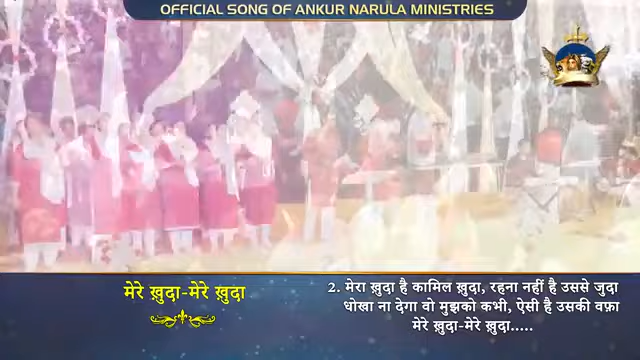 OFFICIAL SONG OF ANKUR NARULA MINISTRIES
मेरे ख़ुदा-मेरे ख़ुदा
2. मेरा ख़ुदा है कामिल ख़ुदा, रहना नहीं है उससे जुदा
धोखा ना देगा वो मुझको कभी, ऐसी है उसकी वफ़ा
मेरे ख़ुदा-मेरे ख़ुदा.....